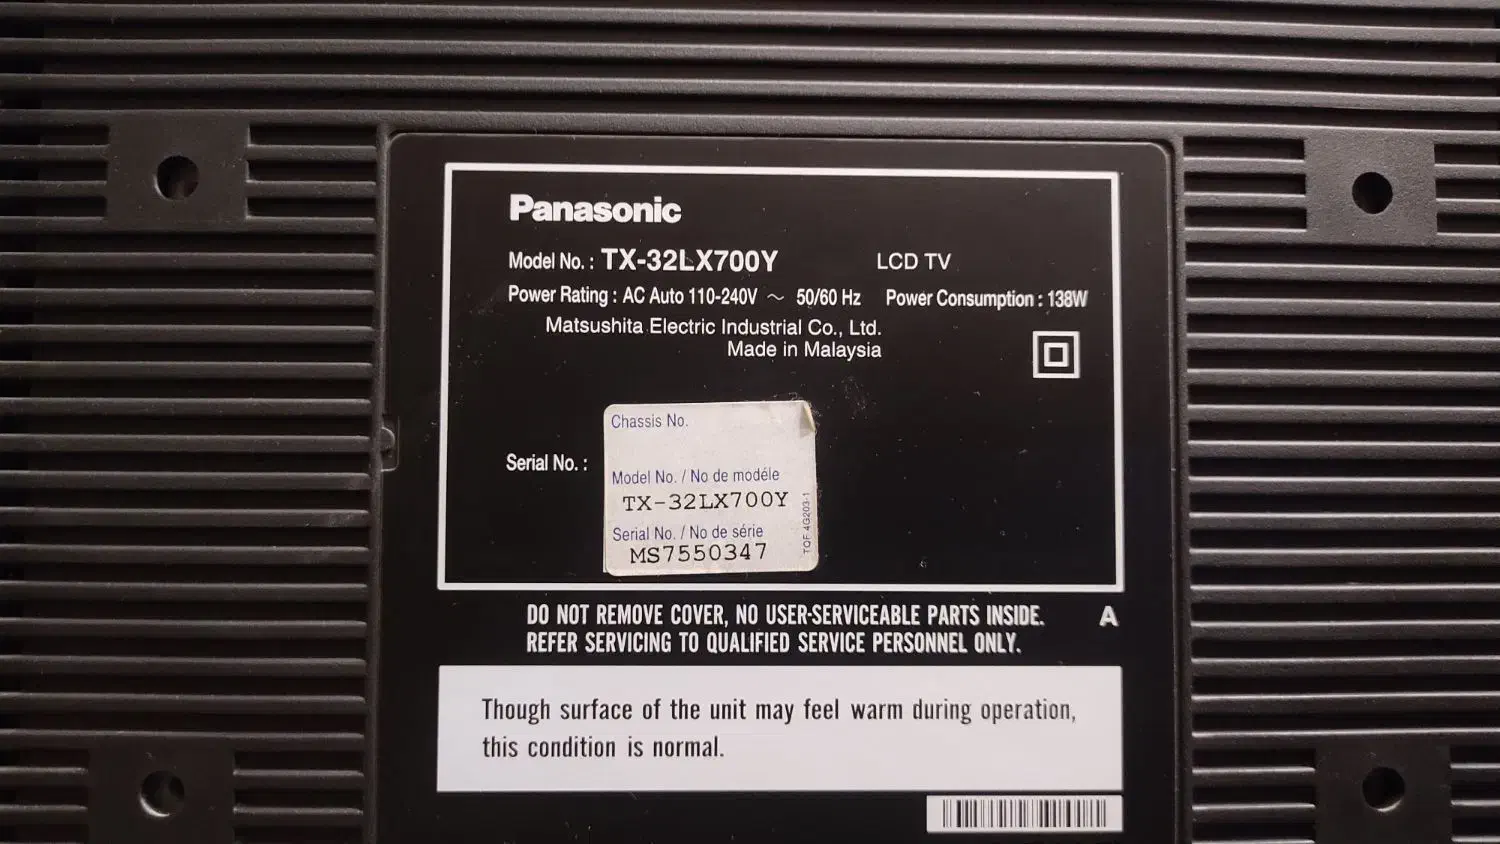 Panasonic
Model No. : TX-32LX700Y LCD TV
Power Rating : AC Auto 110-240V ~ 50/60 Hz Power Consumption : 138W
Matsushita Electric Industrial Co., Ltd.
Made in Malaysia
Serial No. :
Chassis No.
Model No. / No de modéle
TX-32LX700Y
Serial No. / No de série
MS7550347
TQF 4G203-1
DO NOT REMOVE COVER, NO USER-SERVICEABLE PARTS INSIDE. A
REFER SERVICING TO QUALIFIED SERVICE PERSONNEL ONLY.
Though surface of the unit may feel warm during operation,
this condition is normal.